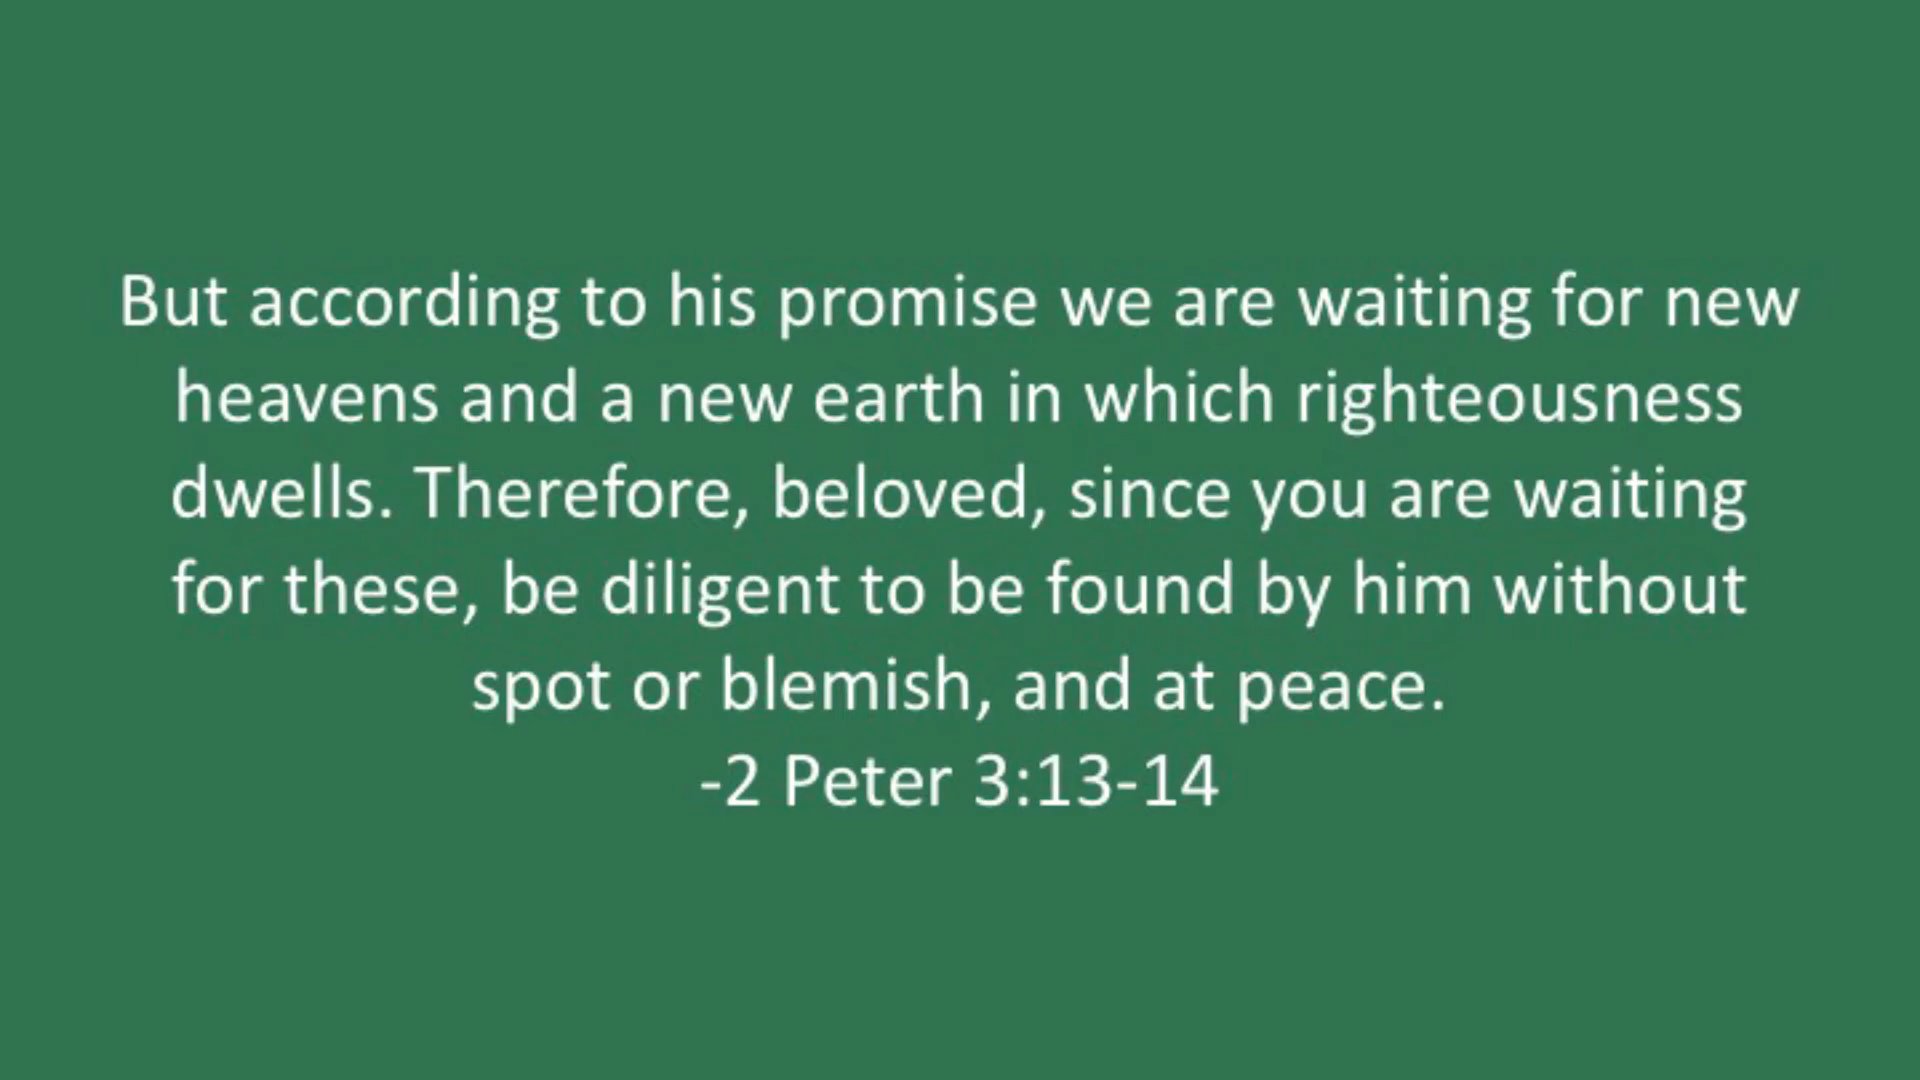 But according to his promise we are waiting for new
heavens and a new earth in which righteousness
dwells. Therefore, beloved, since you are waiting
for these, be diligent to be found by him without
spot or blemish, and at peace.
-2 Peter 3:13-14